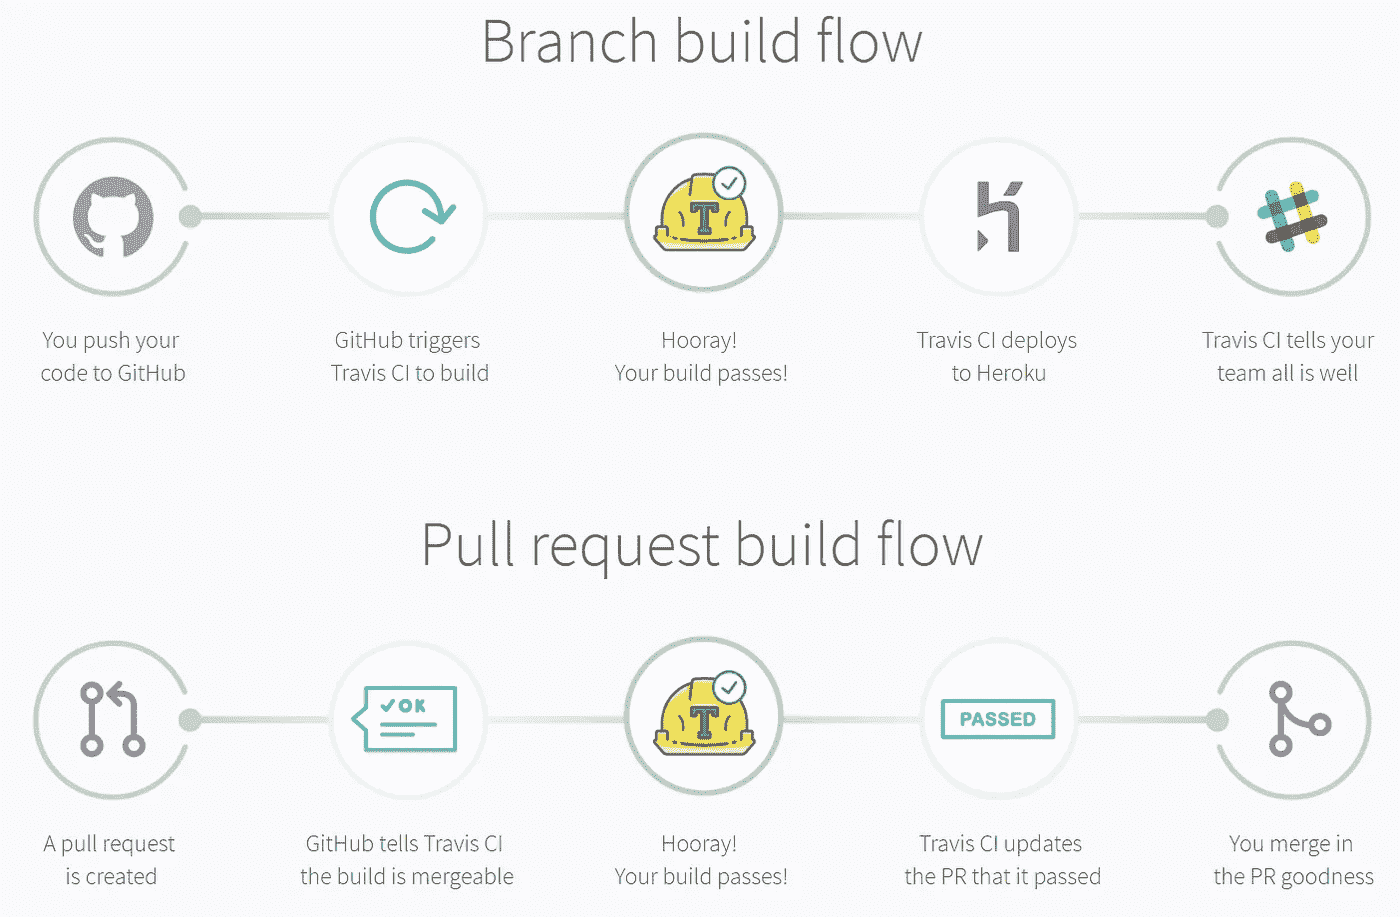 Branch build flow
You push your
code to GitHub
GitHub triggers
Travis CI to build
T
Hooray!
Your build passes!
Travis CI deploys
to Heroku
Travis CI tells your
team all is well
Pull request build flow
A pull request
is created
OK
GitHub tells Travis CI
the build is mergeable
T
Hooray!
Your build passes!
PASSED
Travis CI updates
the PR that it passed
You merge in
the PR goodness